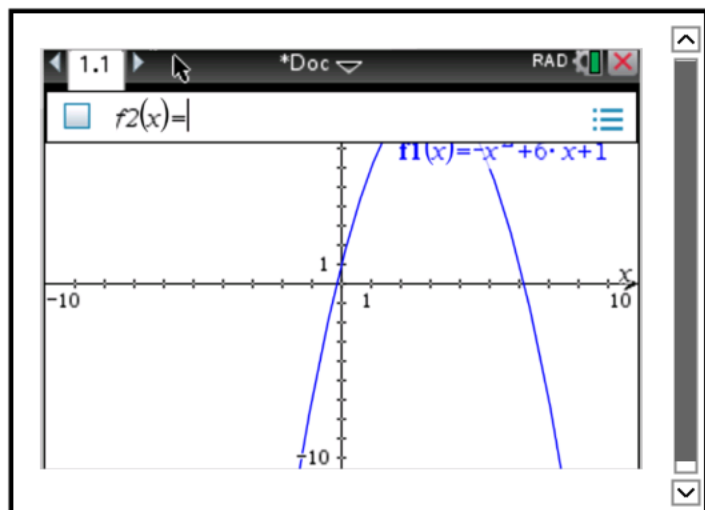 1.1 *Doc RAD
f2(x)=
f1(x)=-x²+6·x+1
1 x
-10 1 10
-10